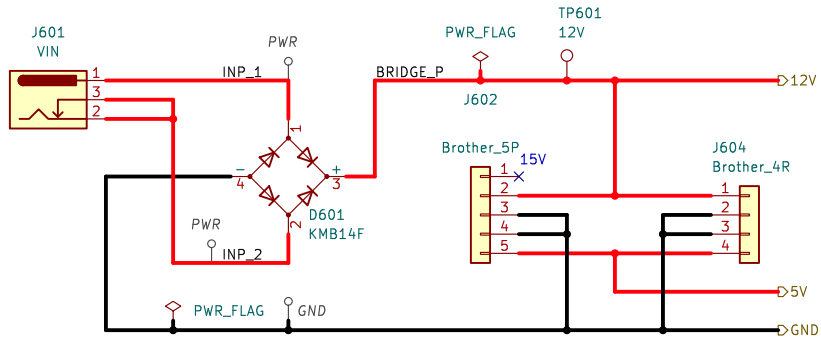 J601
VIN
1
3
2
PWR
INP_1
1
BRIDGE_P
PWR_FLAG
TP601
12V
J602
12V
- +
4 3
2
D601
KMB14F
PWR
INP_2
Brother_5P
15V
1
2
3
4
5
J604
Brother_4R
1
2
3
4
5V
PWR_FLAG
GND
GND